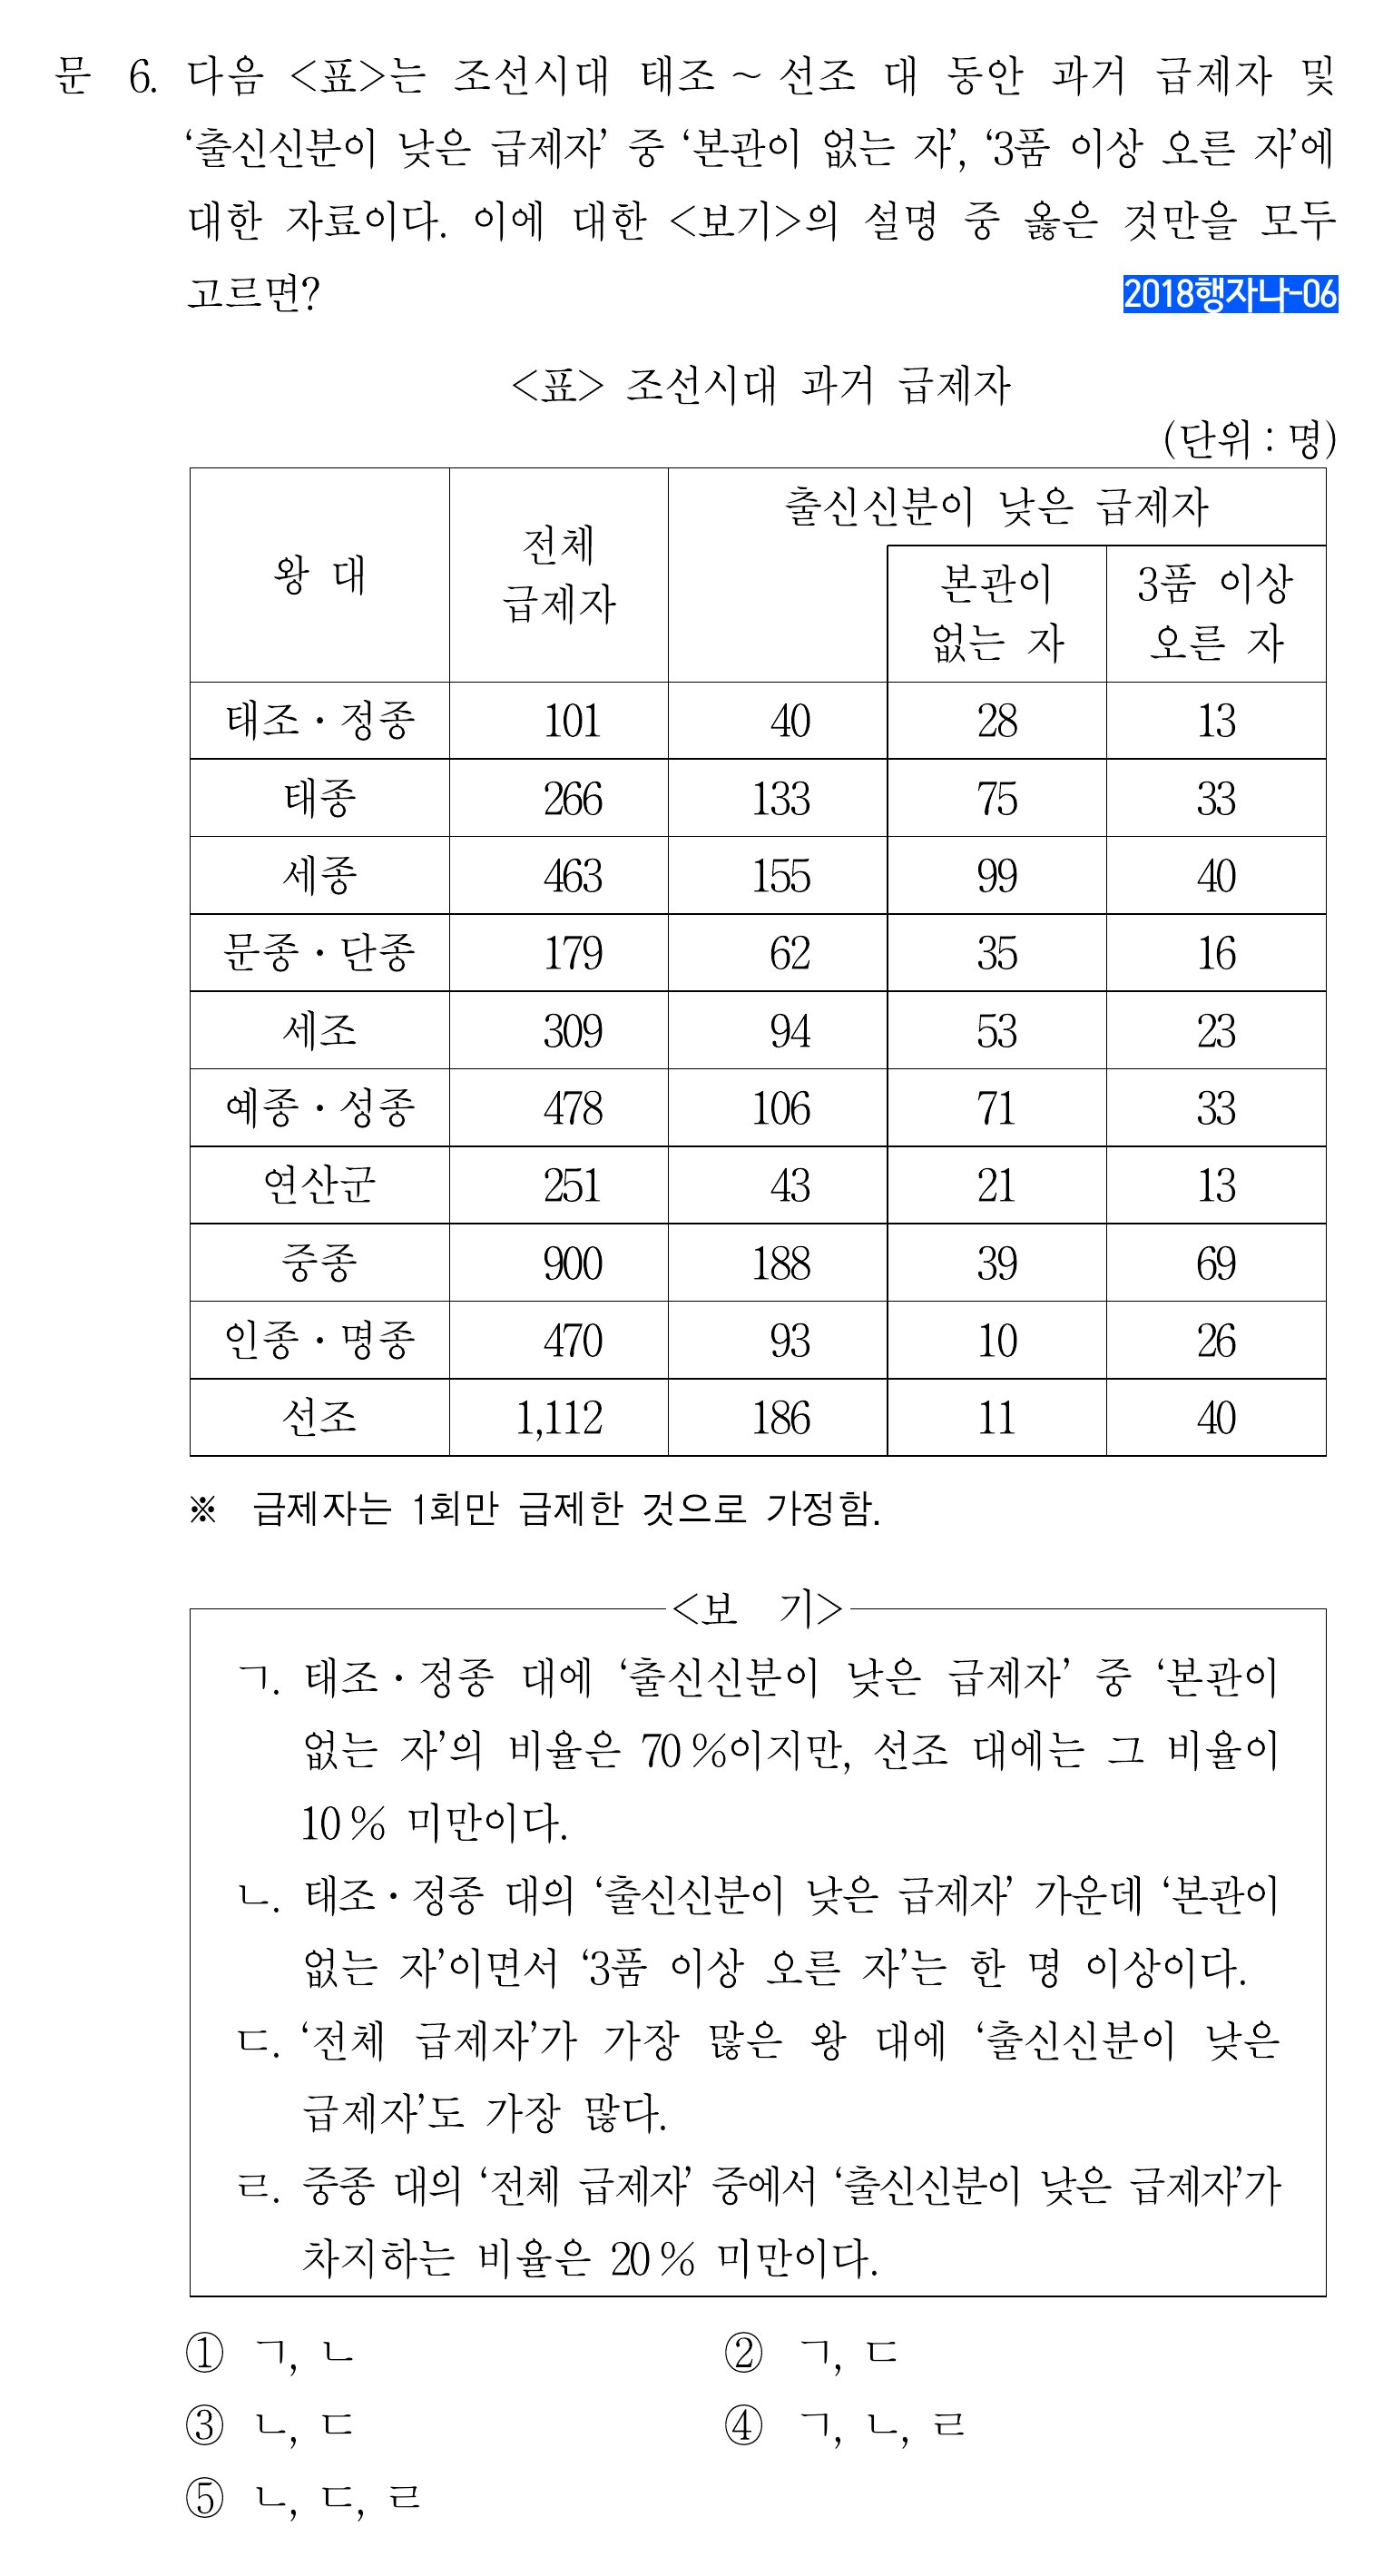 문 6. 다음 <표>는 조선시대 태조 ~ 선조 대 동안 과거 급제자 및
‘출신신분이 낮은 급제자’ 중 ‘본관이 없는 자’, ‘3품 이상 오른 자’에
대한 자료이다. 이에 대한 <보기>의 설명 중 옳은 것만을 모두
고르면?
2018행자나-06
<표> 조선시대 과거 급제자
(단위 : 명)
왕 대 전체 급제자 출신신분이 낮은 급제자
본관이 없는 자 3품 이상 오른 자
태조 · 정종 101 40 28 13
태종 266 133 75 33
세종 463 155 99 40
문종 · 단종 179 62 35 16
세조 309 94 53 23
예종 · 성종 478 106 71 33
연산군 251 43 21 13
중종 900 188 39 69
인종 · 명종 470 93 10 26
선조 1,112 186 11 40
※ 급제자는 1회만 급제한 것으로 가정함.
<보 기>
ㄱ. 태조 · 정종 대에 ‘출신신분이 낮은 급제자’ 중 ‘본관이
없는 자’의 비율은 70 %이지만, 선조 대에는 그 비율이
10 % 미만이다.
ㄴ. 태조 · 정종 대의 ‘출신신분이 낮은 급제자’ 가운데 ‘본관이
없는 자’이면서 ‘3품 이상 오른 자’는 한 명 이상이다.
ㄷ. ‘전체 급제자’가 가장 많은 왕 대에 ‘출신신분이 낮은
급제자’도 가장 많다.
ㄹ. 중종 대의 ‘전체 급제자’ 중에서 ‘출신신분이 낮은 급제자’가
차지하는 비율은 20 % 미만이다.
① ㄱ, ㄴ ② ㄱ, ㄷ
③ ㄴ, ㄷ ④ ㄱ, ㄴ, ㄹ
⑤ ㄴ, ㄷ, ㄹ